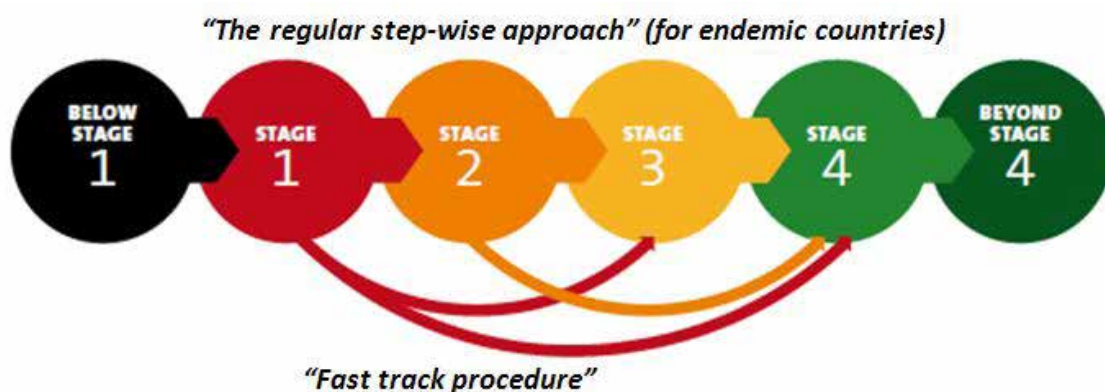 “The regular step-wise approach” (for endemic countries)
BELOW
STAGE
1
STAGE
1
STAGE
2
STAGE
3
STAGE
4
BEYOND
STAGE
4
“Fast track procedure”